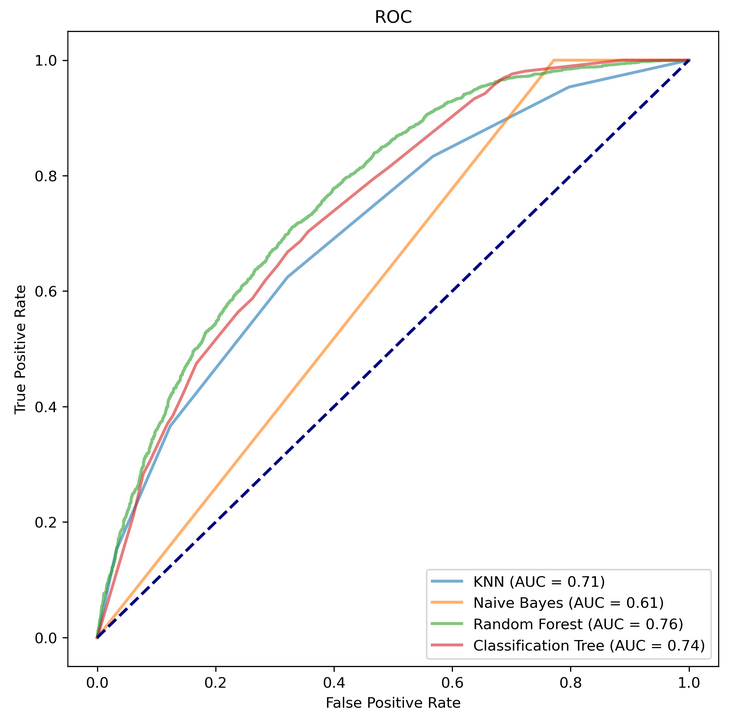 ROC
True Positive Rate
1.0
0.8
0.6
0.4
0.2
0.0
KNN (AUC = 0.71)
Naive Bayes (AUC = 0.61)
Random Forest (AUC = 0.76)
Classification Tree (AUC = 0.74)
0.0 0.2 0.4 0.6 0.8 1.0
False Positive Rate